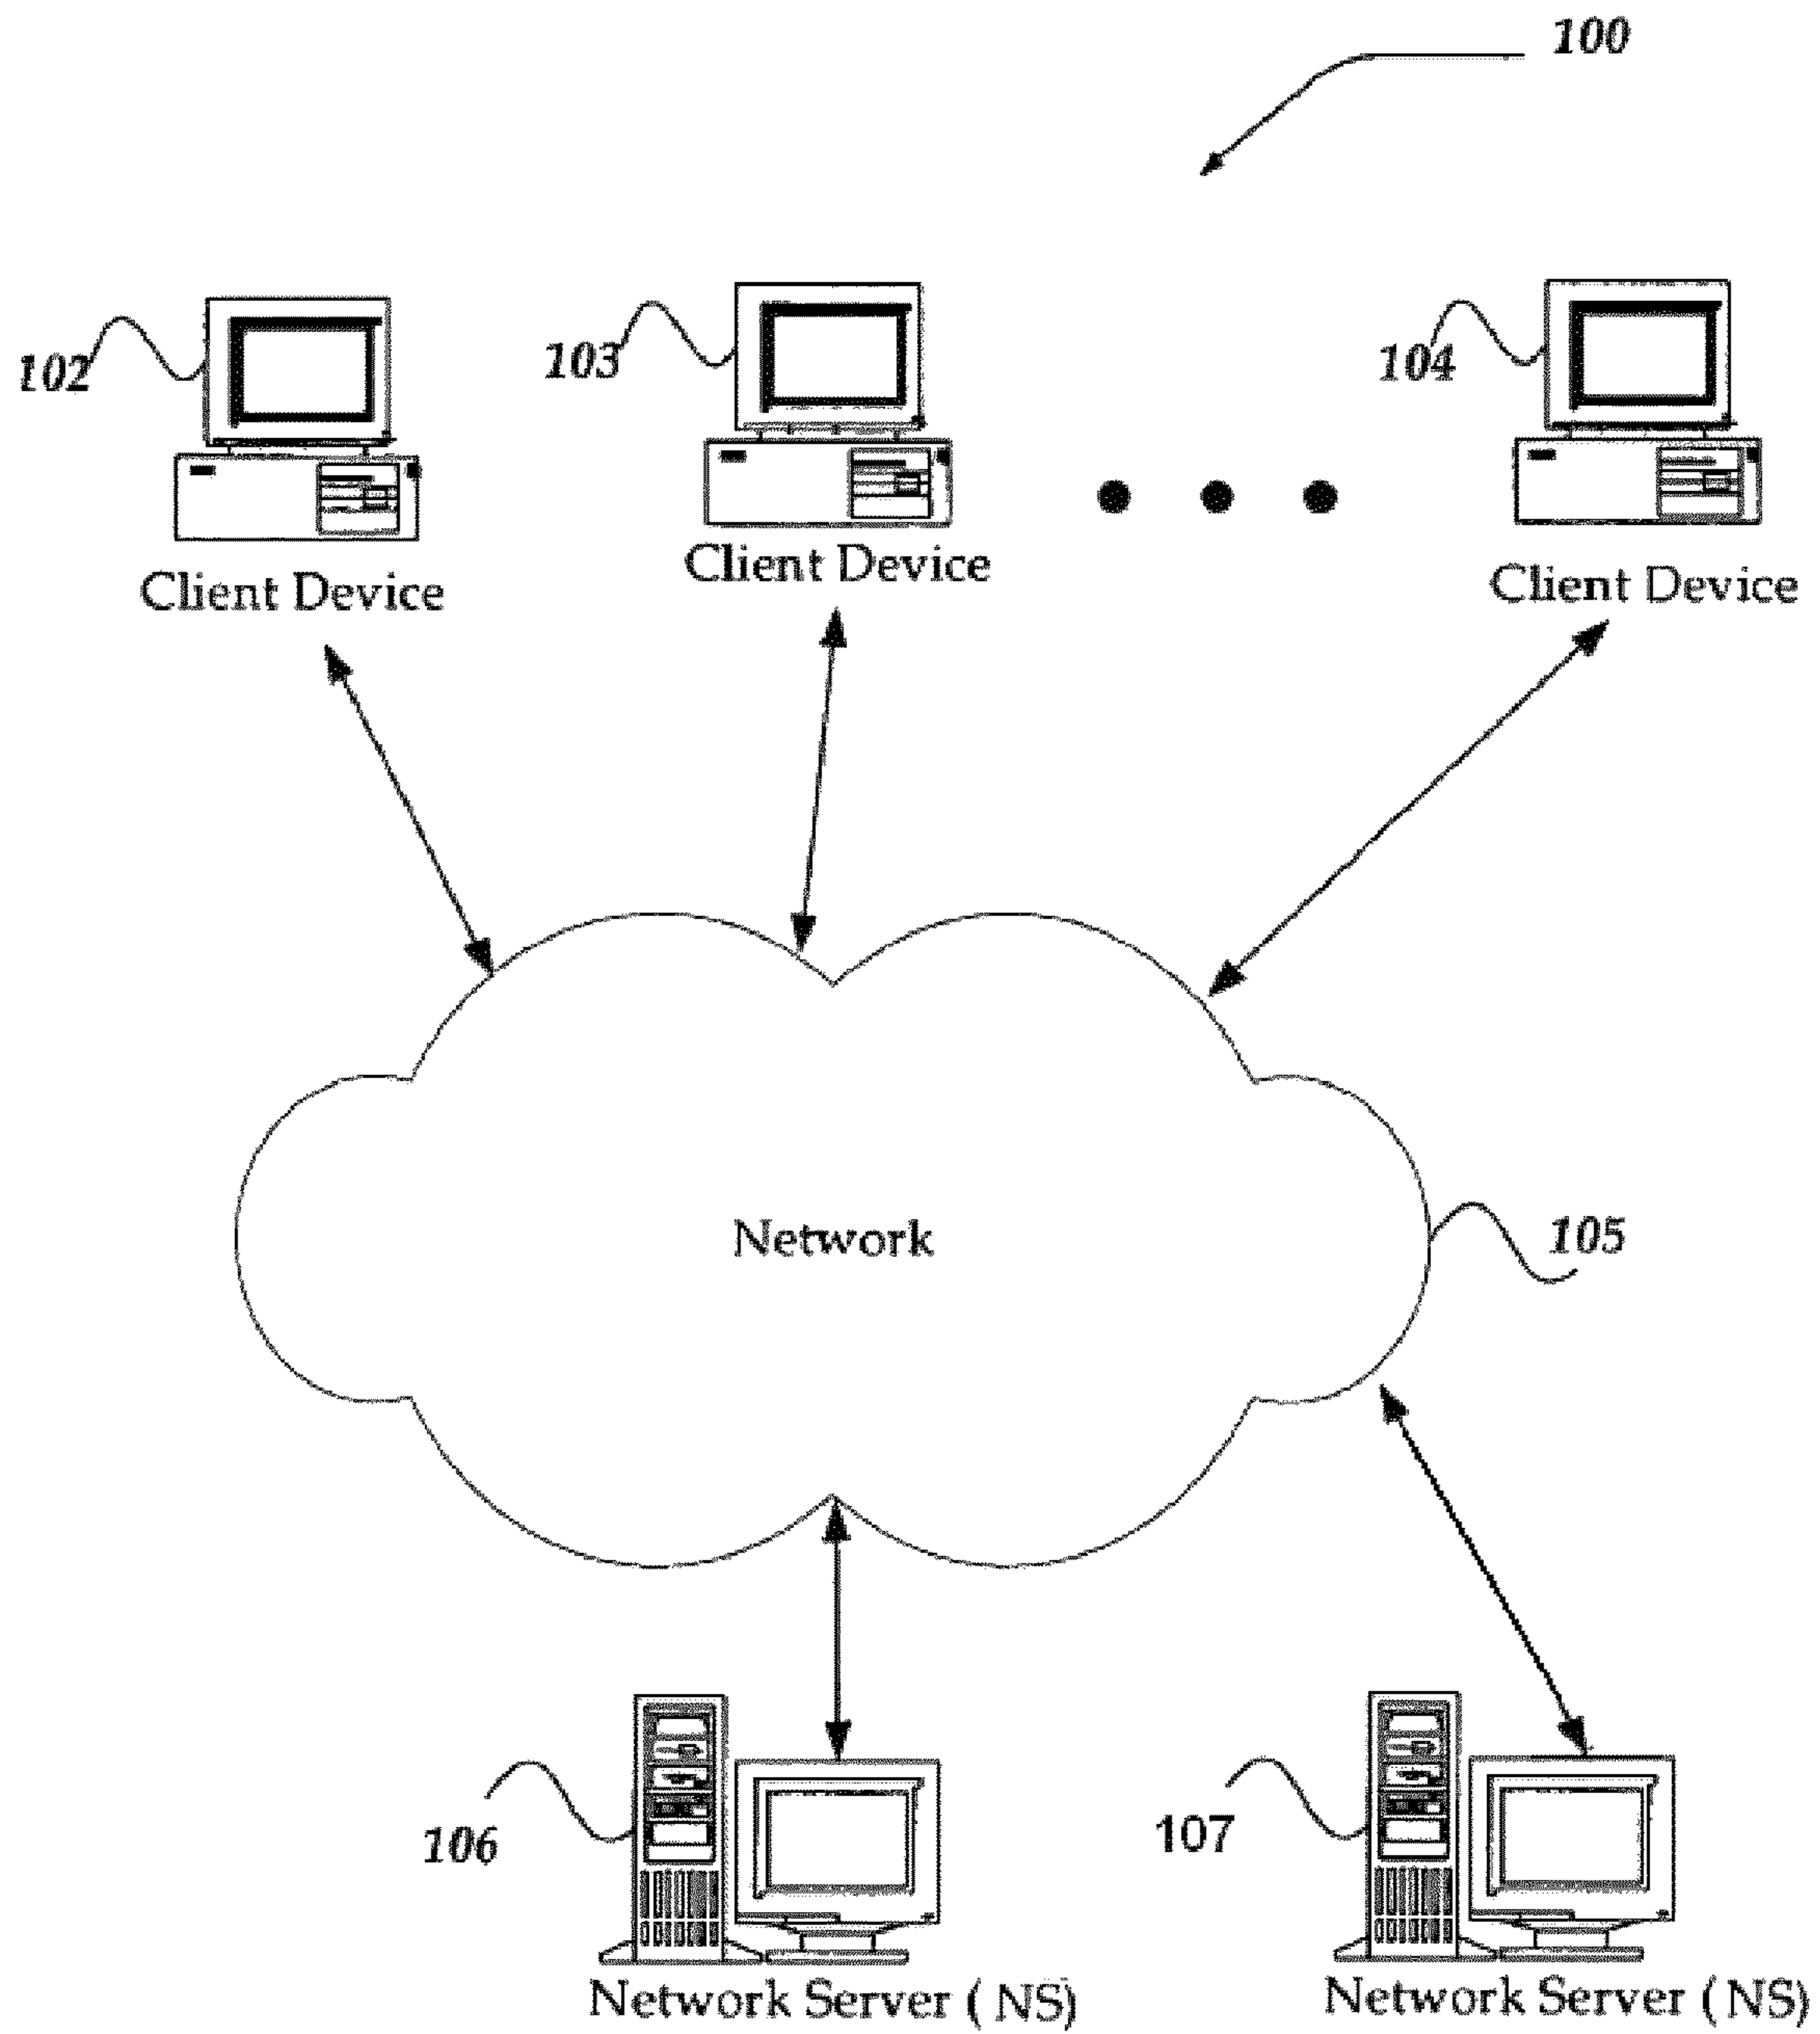 100
102
103
104
Client Device
Client Device
Client Device
Network
105
106
107
Network Server ( NS)
Network Server ( NS)